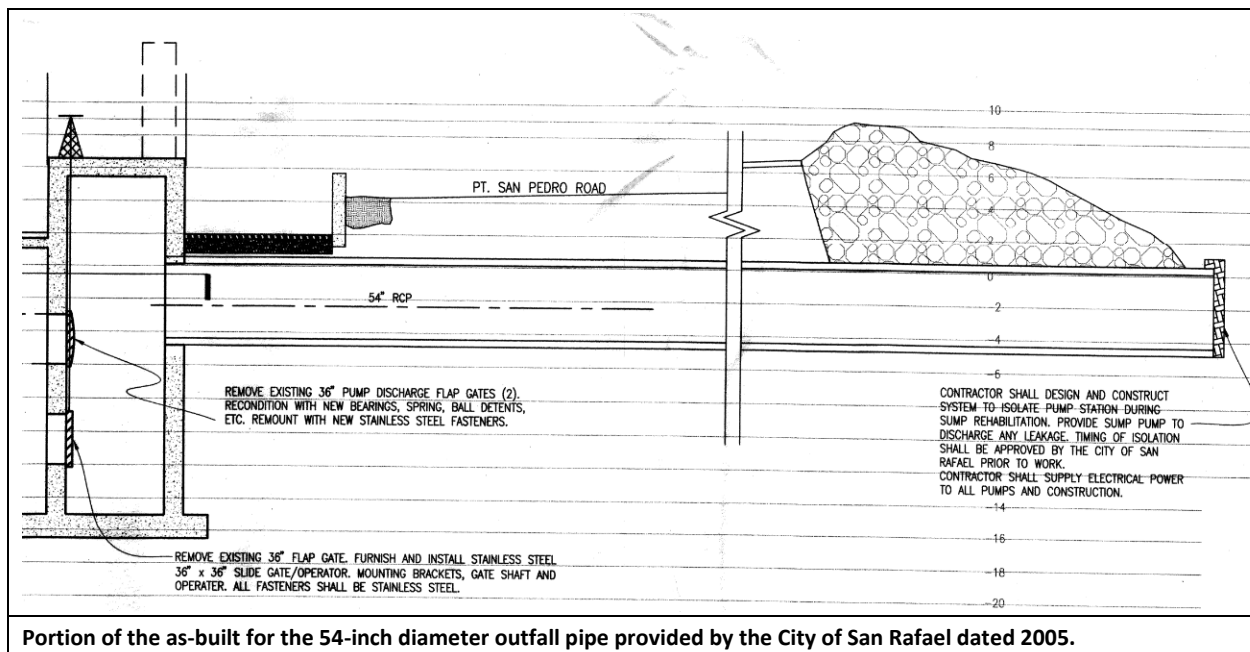 10
8
6
PT. SAN PEDRO ROAD
4
2
0
54" RCP
-2
-4
-6
REMOVE EXISTING 36" PUMP DISCHARGE FLAP GATES (2).
RECONDITION WITH NEW BEARINGS, SPRING, BALL DETENTS,
ETC. REMOUNT WITH NEW STAINLESS STEEL FASTENERS.
CONTRACTOR SHALL DESIGN AND CONSTRUCT
SYSTEM TO ISOLATE PUMP STATION DURING
SUMP REHABILITATION. PROVIDE SUMP PUMP TO
DISCHARGE ANY LEAKAGE. TIMING OF ISOLATION
SHALL BE APPROVED BY THE CITY OF SAN
RAFAEL PRIOR TO WORK.
CONTRACTOR SHALL SUPPLY ELECTRICAL POWER
TO ALL PUMPS AND CONSTRUCTION.
-14
-16
-18
-20
REMOVE EXISTING 36" FLAP GATE. FURNISH AND INSTALL STAINLESS STEEL
36" x 36" SLIDE GATE/OPERATOR. MOUNTING BRACKETS, GATE SHAFT AND
OPERATER. ALL FASTENERS SHALL BE STAINLESS STEEL.
Portion of the as-built for the 54-inch diameter outfall pipe provided by the City of San Rafael dated 2005.